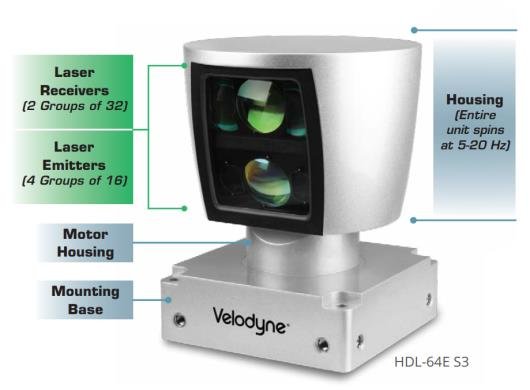 Laser
Receivers
(2 Groups of 32)
Laser
Emitters
(4 Groups of 16)
Housing
(Entire
unit spins
at 5-20 Hz)
Motor
Housing
Mounting
Base
Velodyne®
HDL-64E S3